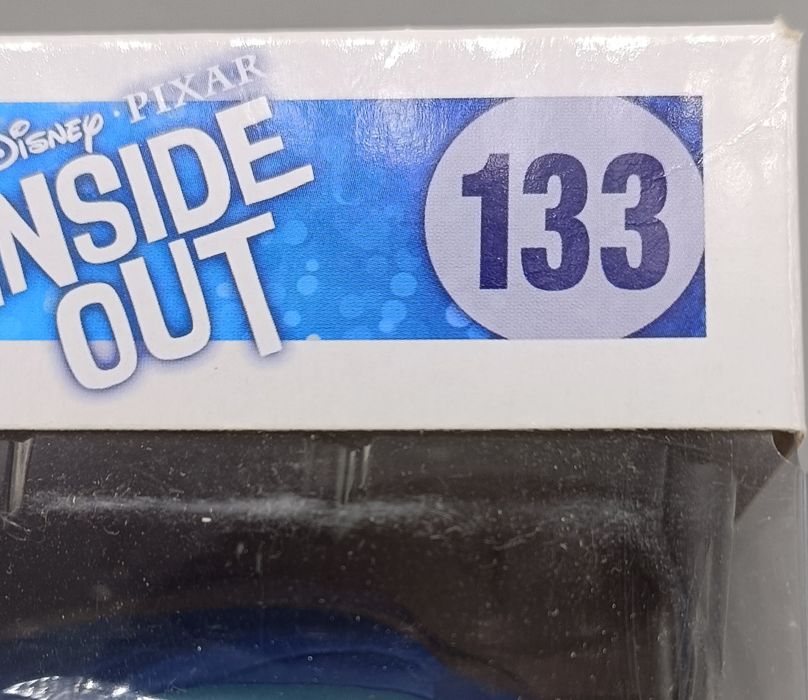 Disney · PIXAR
INSIDE
OUT
133